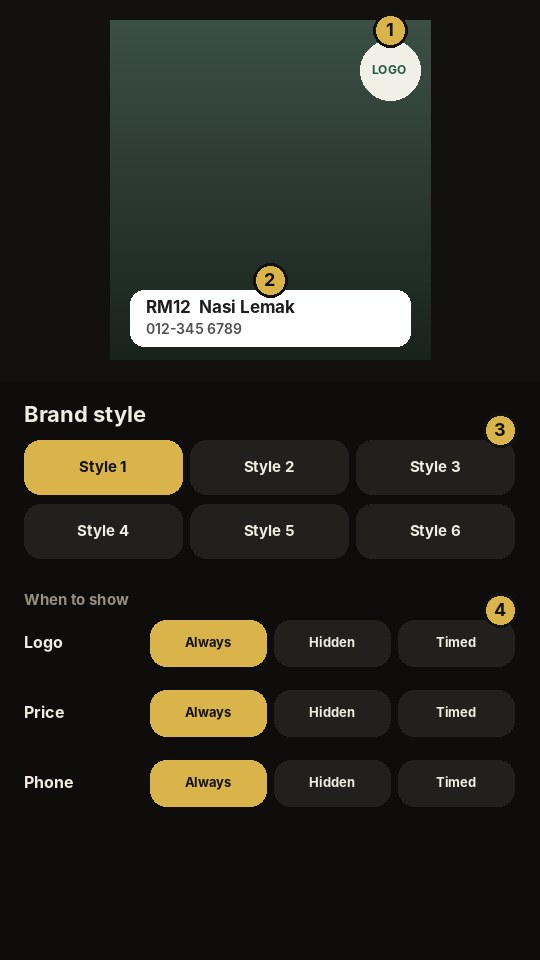 1
LOGO
2
RM12 Nasi Lemak
012-345 6789
Brand style
3
Style 1 Style 2 Style 3
Style 4 Style 5 Style 6
When to show
4
Logo Always Hidden Timed
Price Always Hidden Timed
Phone Always Hidden Timed